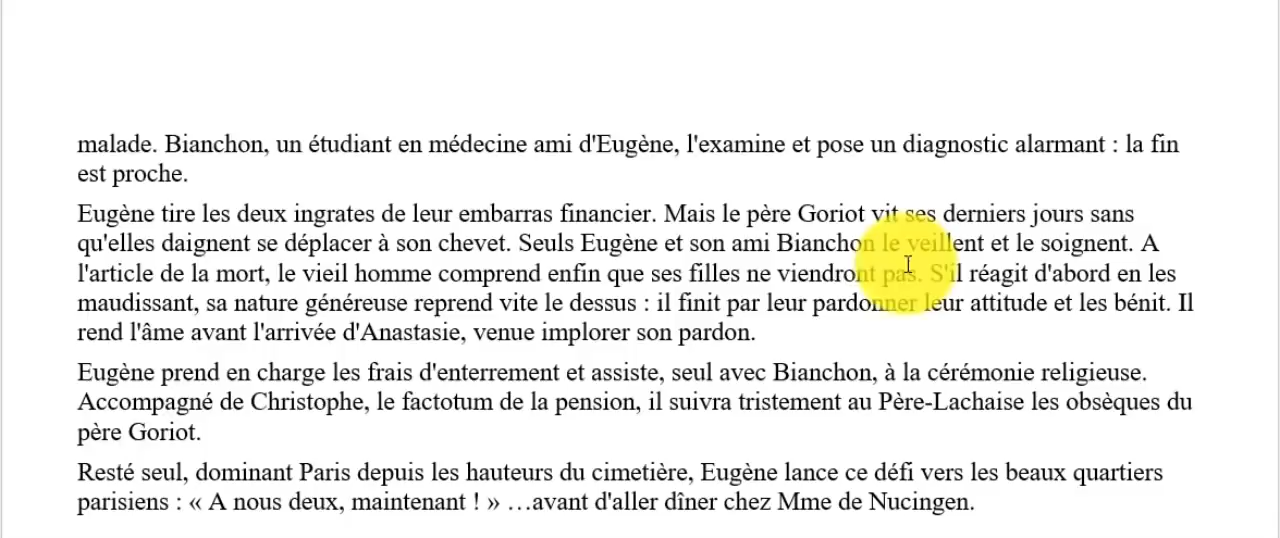 malade. Bianchon, un étudiant en médecine ami d'Eugène, l'examine et pose un diagnostic alarmant : la fin
est proche.
Eugène tire les deux ingrates de leur embarras financier. Mais le père Goriot vit ses derniers jours sans
qu'elles daignent se déplacer à son chevet. Seuls Eugène et son ami Bianchon le veillent et le soignent. A
l'article de la mort, le vieil homme comprend enfin que ses filles ne viendront pas. S'il réagit d'abord en les
maudissant, sa nature généreuse reprend vite le dessus : il finit par leur pardonner leur attitude et les bénit. Il
rend l'âme avant l'arrivée d'Anastasie, venue implorer son pardon.
Eugène prend en charge les frais d'enterrement et assiste, seul avec Bianchon, à la cérémonie religieuse.
Accompagné de Christophe, le factotum de la pension, il suivra tristement au Père-Lachaise les obsèques du
père Goriot.
Resté seul, dominant Paris depuis les hauteurs du cimetière, Eugène lance ce défi vers les beaux quartiers
parisiens : « A nous deux, maintenant ! » …avant d'aller dîner chez Mme de Nucingen.